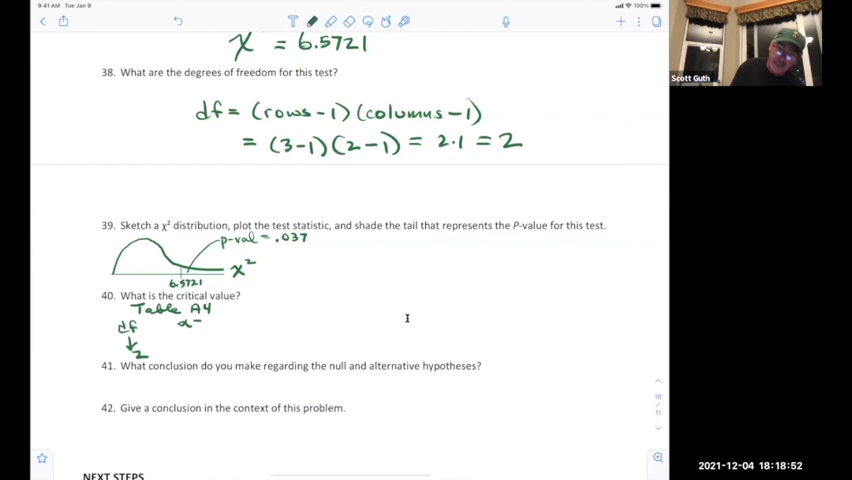 9:41 AM Tue Jan 9
100%
x = 6.5721
38. What are the degrees of freedom for this test?
df = (rows - 1)(columns - 1)
= (3-1)(2-1) = 2·1 = 2
39. Sketch a χ² distribution, plot the test statistic, and shade the tail that represents the P-value for this test.
p-val = .037
x²
6.5721
40. What is the critical value?
Table A4
df α =
↓
2
41. What conclusion do you make regarding the null and alternative hypotheses?
42. Give a conclusion in the context of this problem.
NEXT STEPS
10
/
11
Scott Guth
2021-12-04 18:18:52